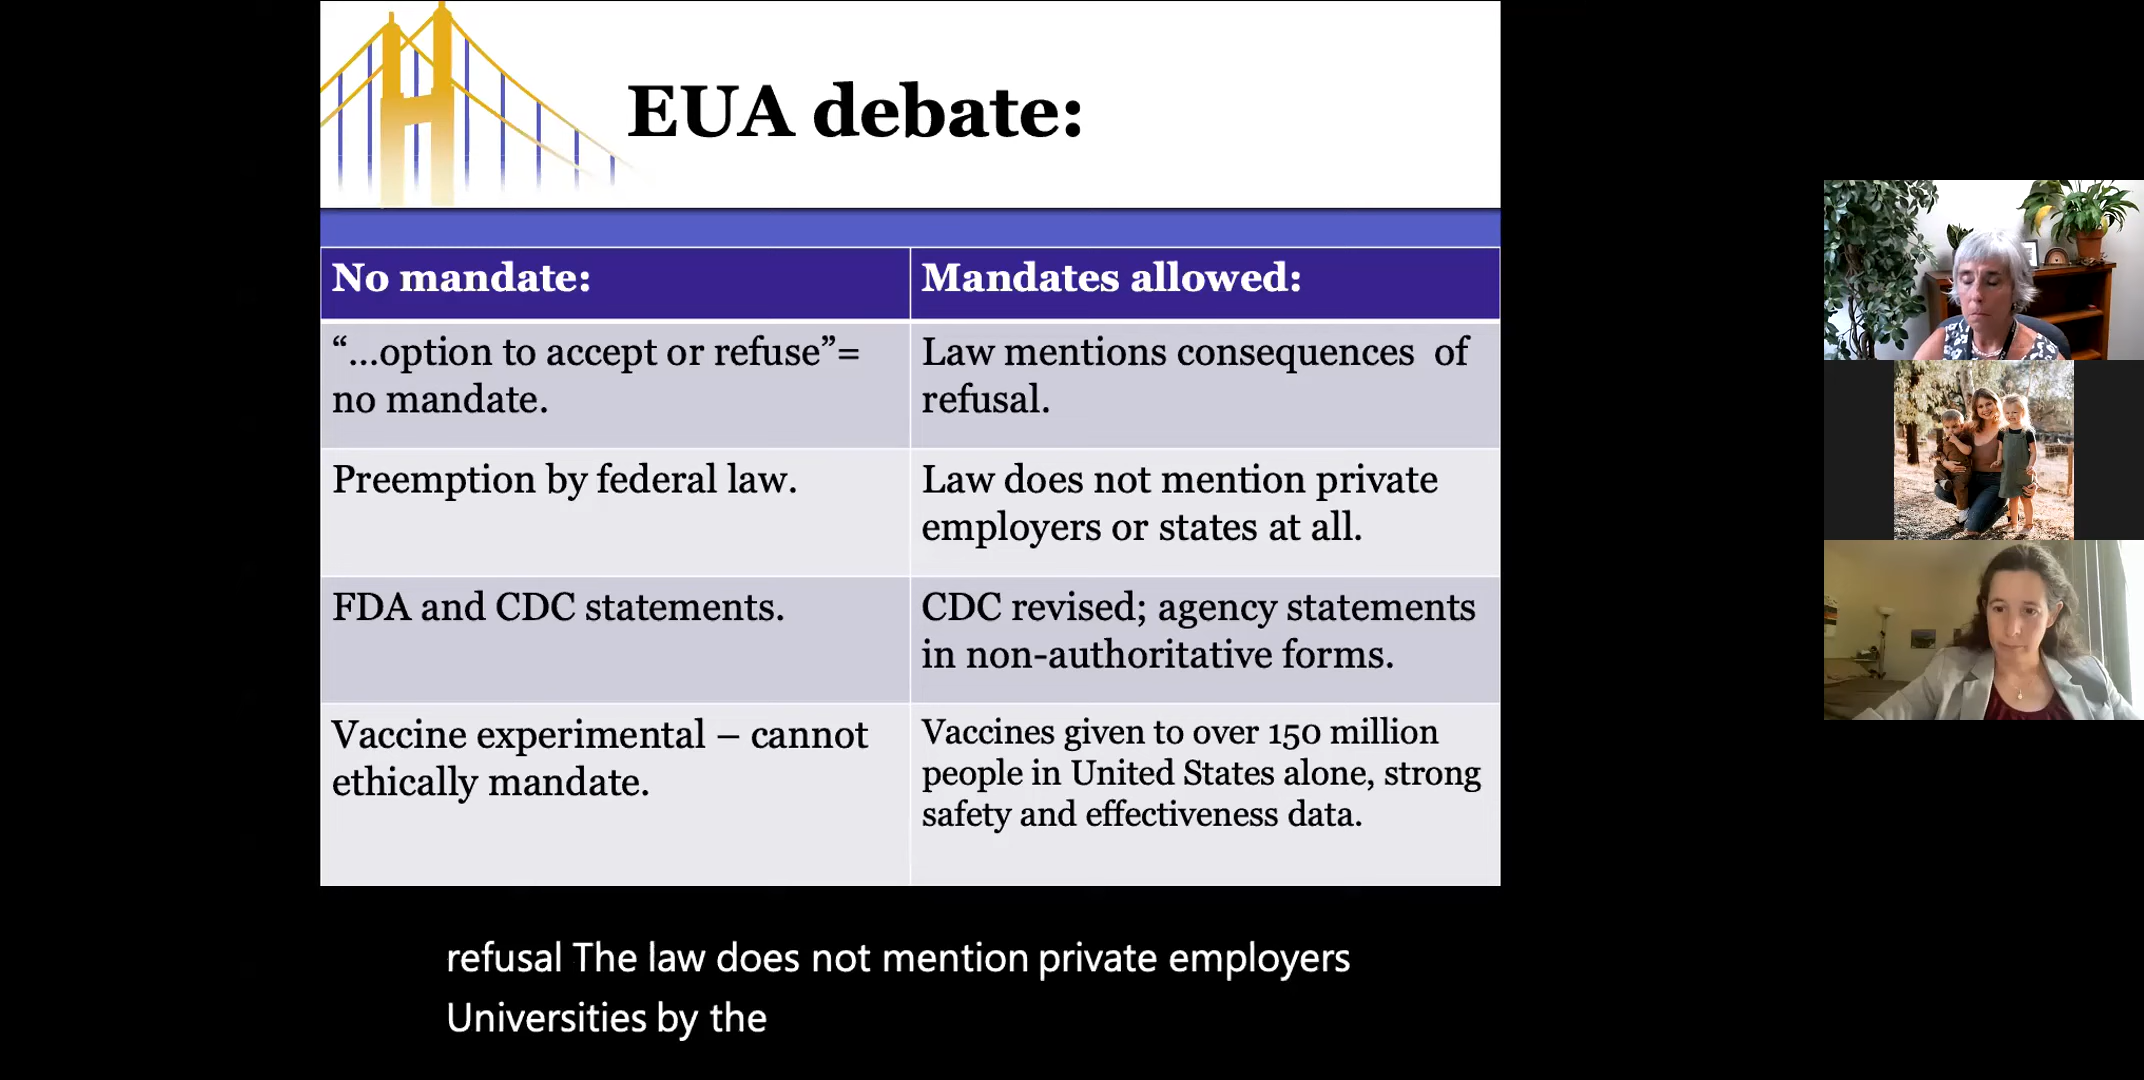 EUA debate:
No mandate:
Mandates allowed:
“...option to accept or refuse”=
no mandate.
Law mentions consequences of
refusal.
Preemption by federal law.
Law does not mention private
employers or states at all.
FDA and CDC statements.
CDC revised; agency statements
in non-authoritative forms.
Vaccine experimental – cannot
ethically mandate.
Vaccines given to over 150 million
people in United States alone, strong
safety and effectiveness data.
refusal The law does not mention private employers
Universities by the